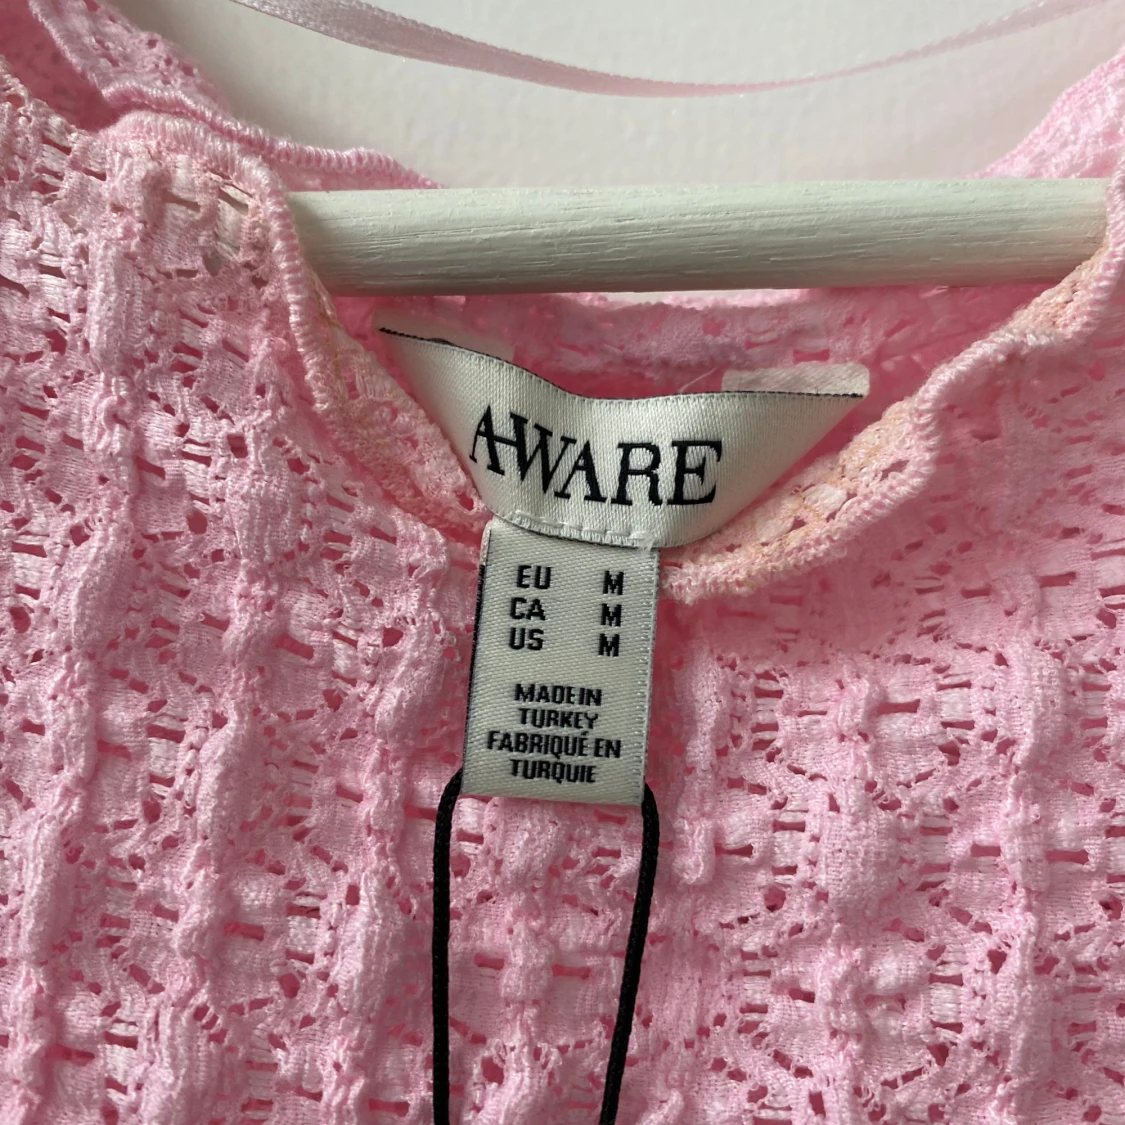 AWARE
EU M
CA M
US M
MADE IN
TURKEY
FABRIQUÉ EN
TURQUIE